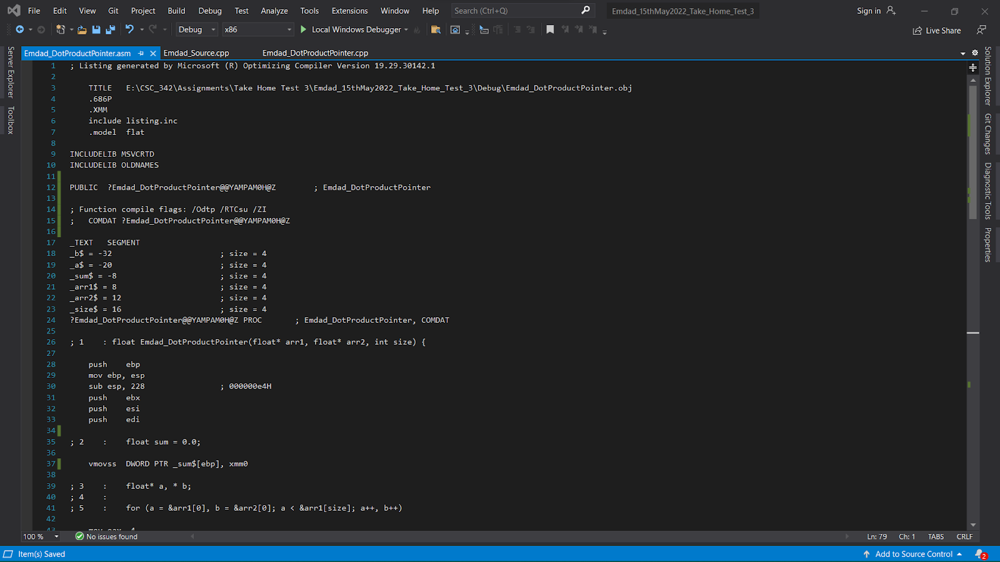 File Edit View Git Project Build Debug Test Analyze Tools Extensions Window Help Search (Ctrl+Q) Emdad_15thMay2022_Take_Home_Test_3 Sign in
Debug x86 Local Windows Debugger Live Share
Server Explorer
Toolbox
Emdad_DotProductPointer.asm Emdad_Source.cpp Emdad_DotProductPointer.cpp
1 ; Listing generated by Microsoft (R) Optimizing Compiler Version 19.29.30142.1
2
3 TITLE E:\CSC_342\Assignments\Take Home Test 3\Emdad_15thMay2022_Take_Home_Test_3\Debug\Emdad_DotProductPointer.obj
4 .686P
5 .XMM
6 include listing.inc
7 .model flat
8
9 INCLUDELIB MSVCRTD
10 INCLUDELIB OLDNAMES
11
12 PUBLIC ?Emdad_DotProductPointer@@YAMPAM0H@Z ; Emdad_DotProductPointer
13
14 ; Function compile flags: /Odtp /RTCsu /ZI
15 ; COMDAT ?Emdad_DotProductPointer@@YAMPAM0H@Z
16
17 _TEXT SEGMENT
18 _b$ = -32 ; size = 4
19 _a$ = -20 ; size = 4
20 _sum$ = -8 ; size = 4
21 _arr1$ = 8 ; size = 4
22 _arr2$ = 12 ; size = 4
23 _size$ = 16 ; size = 4
24 ?Emdad_DotProductPointer@@YAMPAM0H@Z PROC ; Emdad_DotProductPointer, COMDAT
25
26 ; 1 : float Emdad_DotProductPointer(float* arr1, float* arr2, int size) {
27
28 push ebp
29 mov ebp, esp
30 sub esp, 228 ; 000000e4H
31 push ebx
32 push esi
33 push edi
34
35 ; 2 : float sum = 0.0;
36
37 vmovss DWORD PTR _sum$[ebp], xmm0
38
39 ; 3 : float* a, * b;
40 ; 4 :
41 ; 5 : for (a = &arr1[0], b = &arr2[0]; a < &arr1[size]; a++, b++)
42
43 mov eax, 4
Solution Explorer
Git Changes
Diagnostic Tools
Properties
100 % No issues found Ln: 79 Ch: 1 TABS CRLF
Item(s) Saved Add to Source Control 2